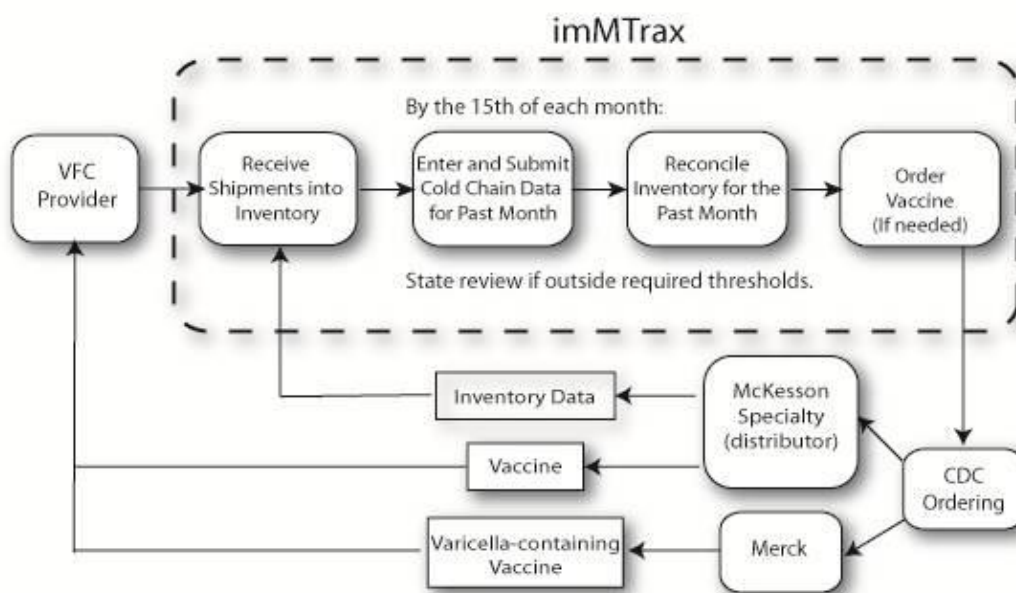 imMTrax
By the 15th of each month:
VFC
Provider
Receive
Shipments into
Inventory
Enter and Submit
Cold Chain Data
for Past Month
Reconcile
Inventory for the
Past Month
Order
Vaccine
(If needed)
State review if outside required thresholds.
Inventory Data
McKesson
Specialty
(distributor)
Vaccine
CDC
Ordering
Varicella-containing
Vaccine
Merck